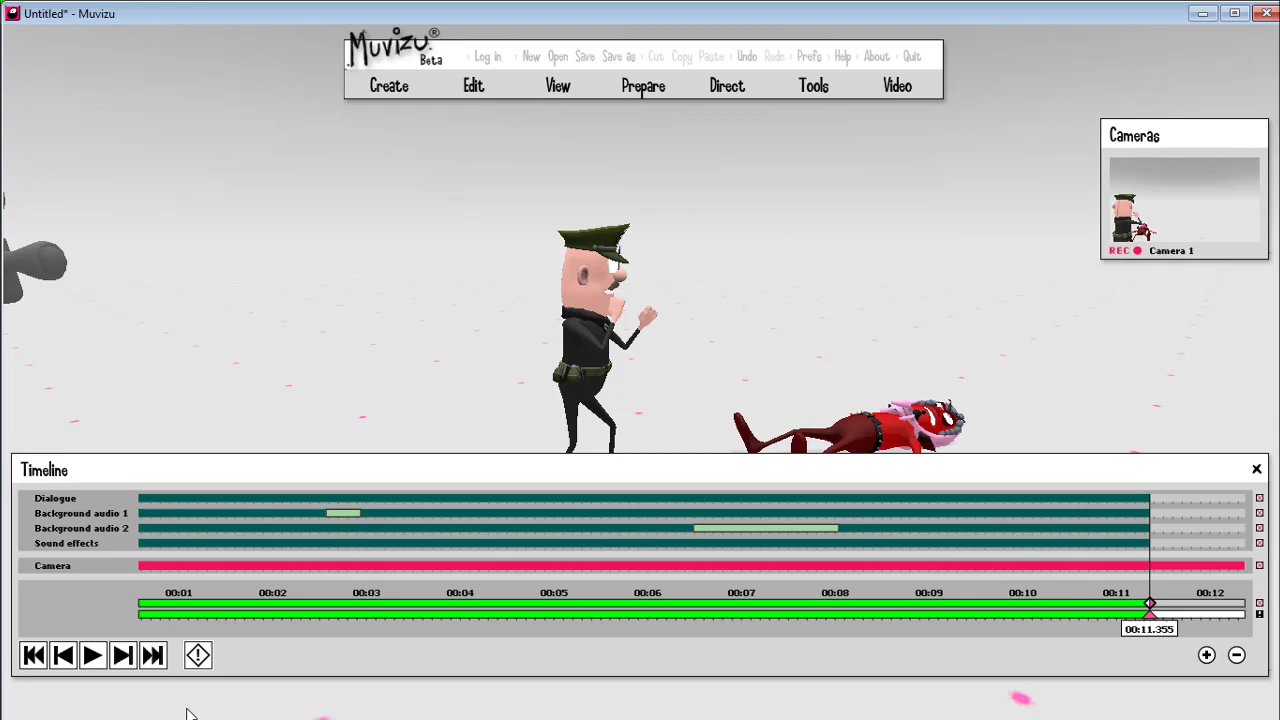 Untitled* - Muvizu
Muvizu® Beta
Log in New Open Save Save as Cut Copy Paste Undo Redo Prefs Help About Quit
Create Edit View Prepare Direct Tools Video
Cameras
REC Camera 1
Timeline
Dialogue
Background audio 1
Background audio 2
Sound effects
Camera
00:01 00:02 00:03 00:04 00:05 00:06 00:07 00:08 00:09 00:10 00:11 00:12
00:11.355